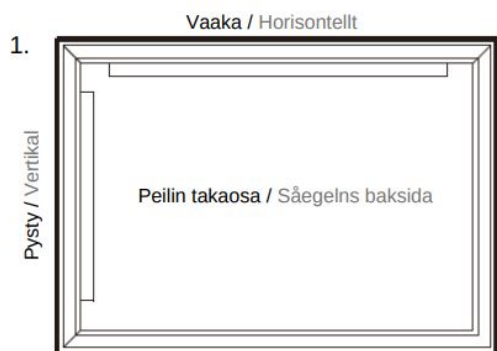 Vaaka / Horisontellt
1.
Pysty / Vertikal
Peilin takaosa / Såegelns baksida